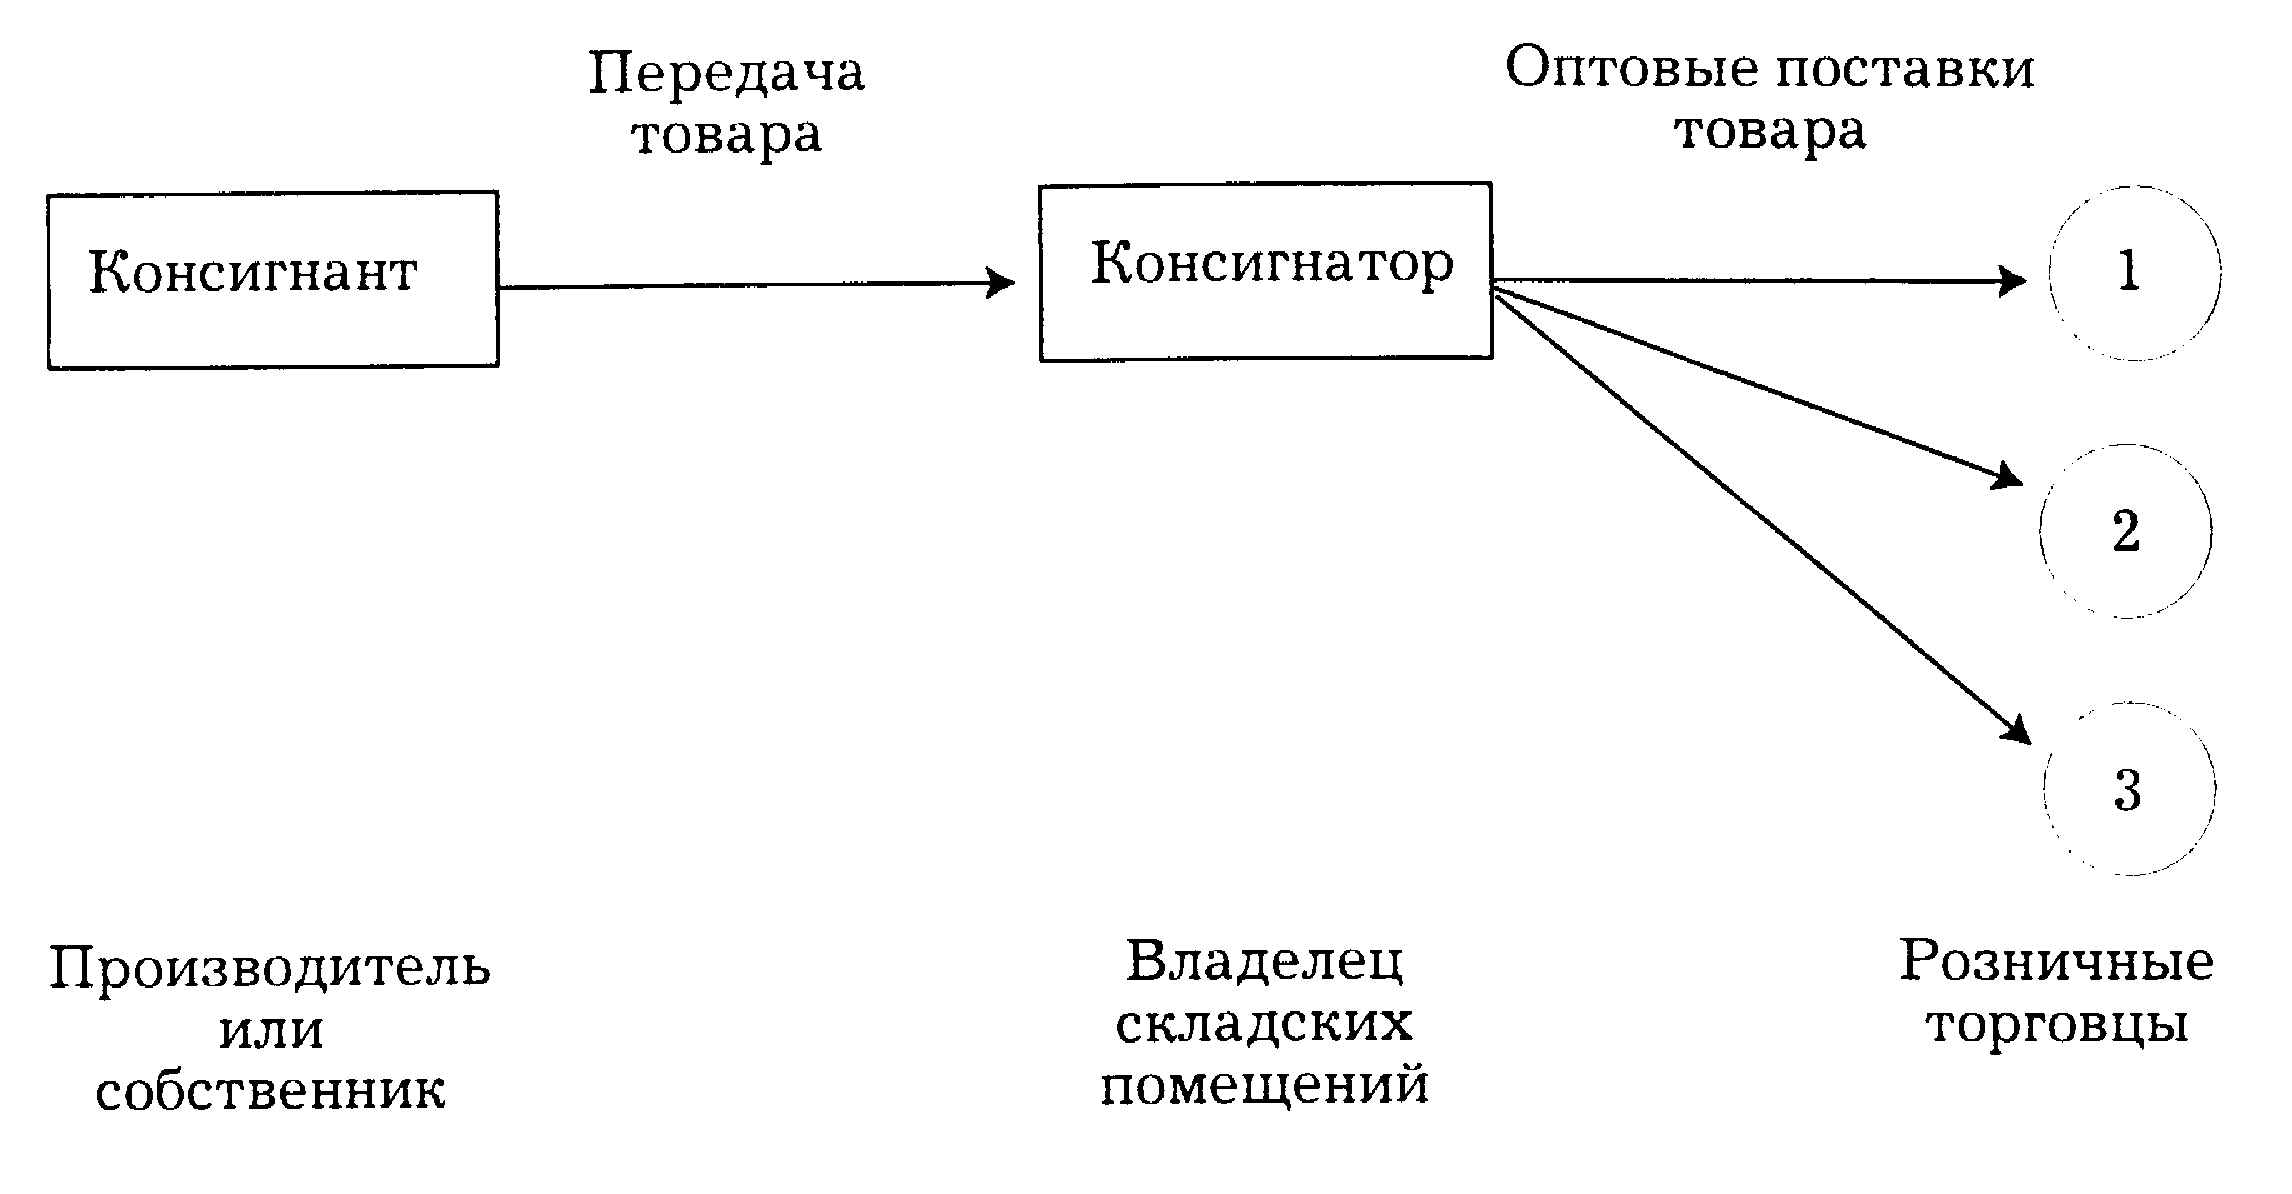 Передача
товара
Оптовые поставки
товара
Консигнант
Консигнатор
1
2
3
Производитель
или
собственник
Владелец
складских
помещений
Розничные
торговцы